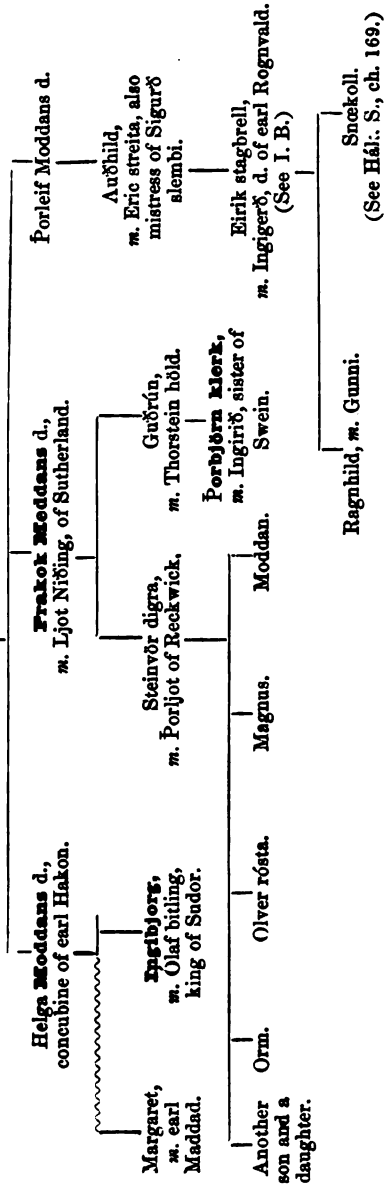 Helga Moddans d.,
concubine of earl Hakon.
Frakok Moddans d.,
m. Ljot Niðing, of Sutherland.
Þorleif Moddans d.
Margaret,
m. earl
Maddad.
Ingibjorg,
m. Olaf bitling,
king of Sudor.
Steinvör digra,
m. Þorljot of Reckwick.
Guðrún,
m. Thorstein höld.
Auðhild,
m. Eric streita, also
mistress of Sigurð
slembi.
Another
son and a
daughter.
Orm.
Olver rósta.
Magnus.
Moddan.
Þorbjörn klerk,
m. Ingirið, sister of
Swein.
Eirik stagbrell,
m. Ingigerð, d. of earl Rognvald.
(See I. B.)
Ragnhild, m. Gunni.
Snœkoll.
(See Hák. S., ch. 169.)